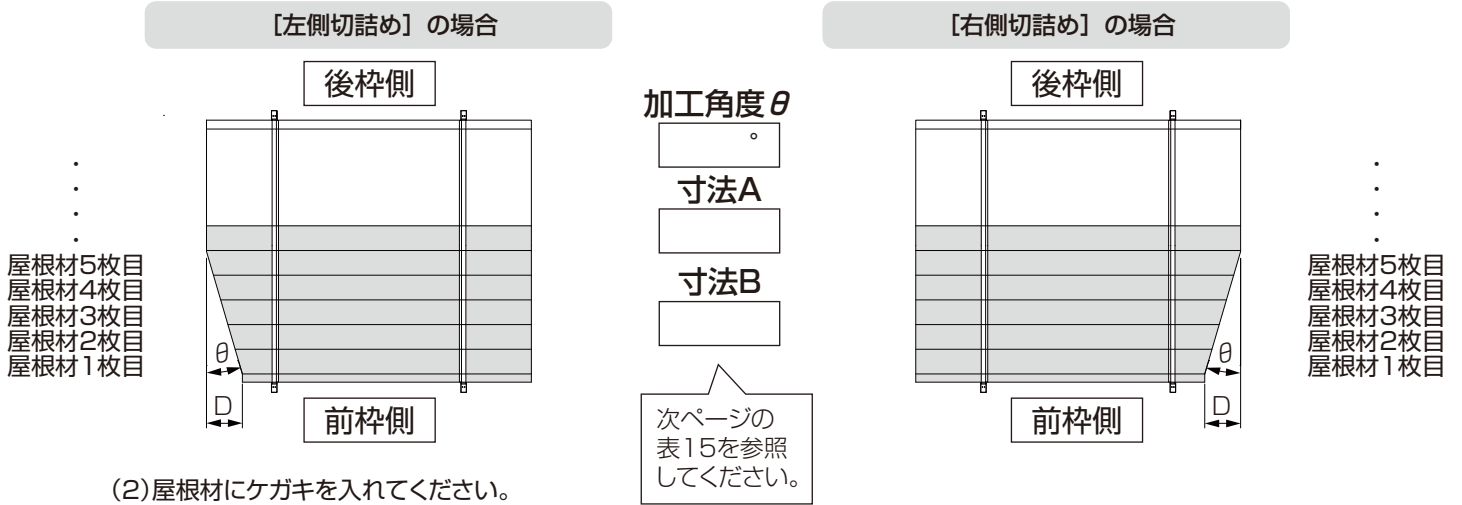 ［左側切詰め］の場合
後枠側
・
・
・
・
屋根材5枚目
屋根材4枚目
屋根材3枚目
屋根材2枚目
屋根材1枚目
θ
D
前枠側
加工角度θ
°
寸法A
寸法B
次ページの
表15を参照
してください。
［右側切詰め］の場合
後枠側
・
・
・
・
屋根材5枚目
屋根材4枚目
屋根材3枚目
屋根材2枚目
屋根材1枚目
θ
D
前枠側
(2)屋根材にケガキを入れてください。